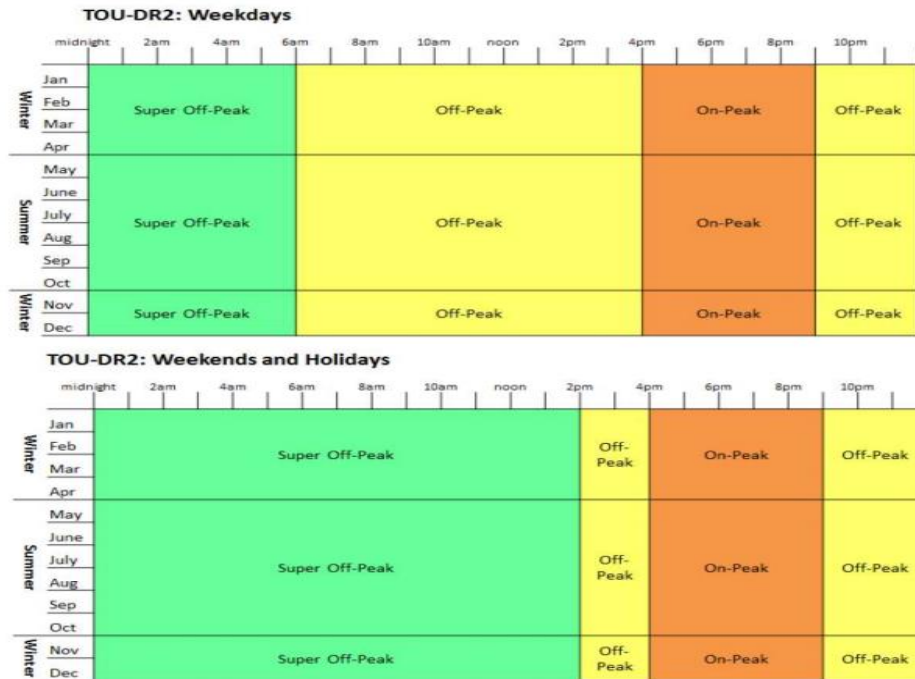 TOU-DR2: Weekdays
midnight 2am 4am 6am 8am 10am noon 2pm 4pm 6pm 8pm 10pm
Winter
Jan
Feb
Mar
Apr
Super Off-Peak Off-Peak On-Peak Off-Peak
Summer
May
June
July
Aug
Sep
Oct
Super Off-Peak Off-Peak On-Peak Off-Peak
Winter
Nov
Dec
Super Off-Peak Off-Peak On-Peak Off-Peak
TOU-DR2: Weekends and Holidays
midnight 2am 4am 6am 8am 10am noon 2pm 4pm 6pm 8pm 10pm
Winter
Jan
Feb
Mar
Apr
Super Off-Peak Off-Peak On-Peak Off-Peak
Summer
May
June
July
Aug
Sep
Oct
Super Off-Peak Off-Peak On-Peak Off-Peak
Winter
Nov
Dec
Super Off-Peak Off-Peak On-Peak Off-Peak